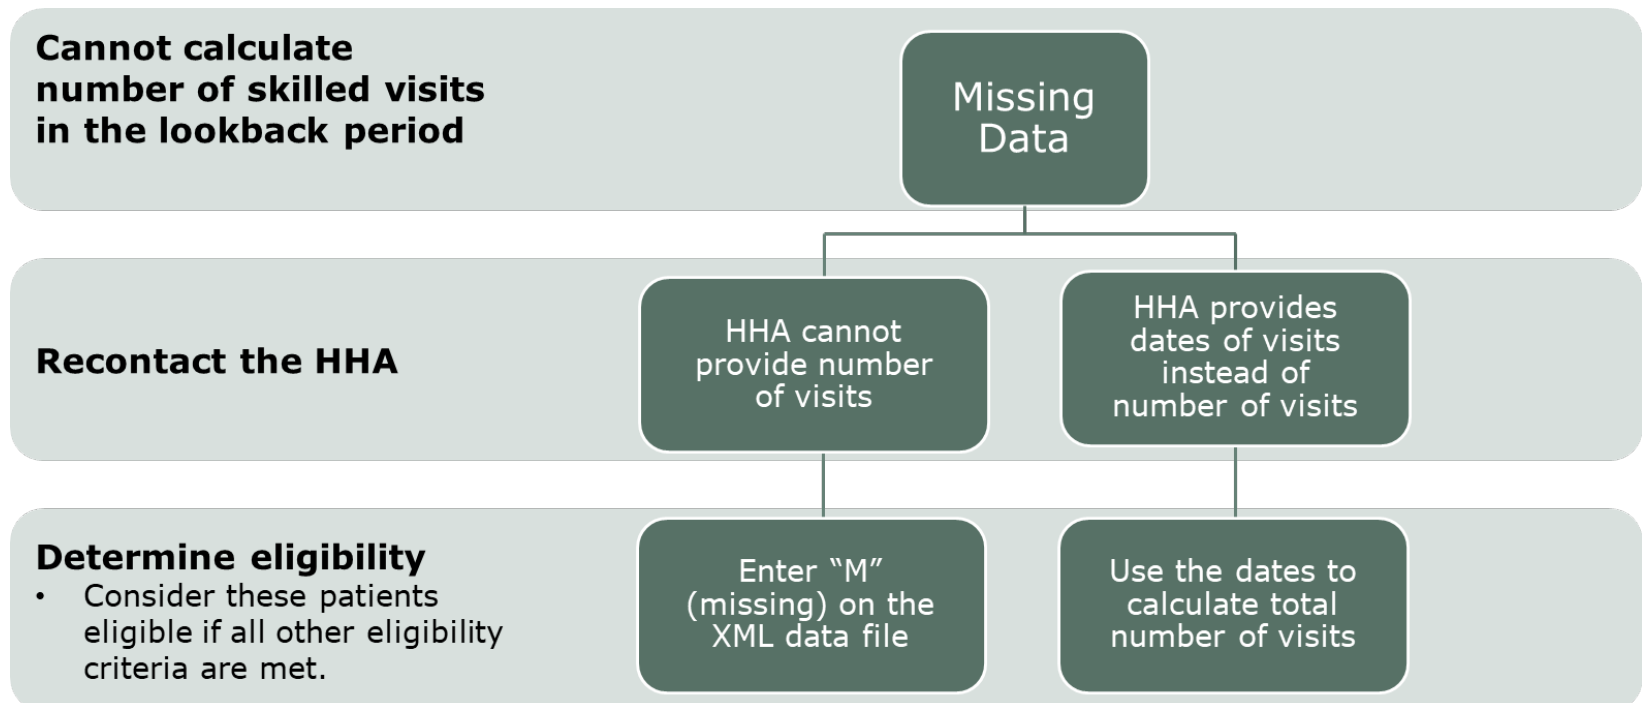 Cannot calculate
number of skilled visits
in the lookback period
Missing
Data
Recontact the HHA
HHA cannot
provide number
of visits
HHA provides
dates of visits
instead of
number of visits
Determine eligibility
• Consider these patients
eligible if all other eligibility
criteria are met.
Enter “M”
(missing) on the
XML data file
Use the dates to
calculate total
number of visits